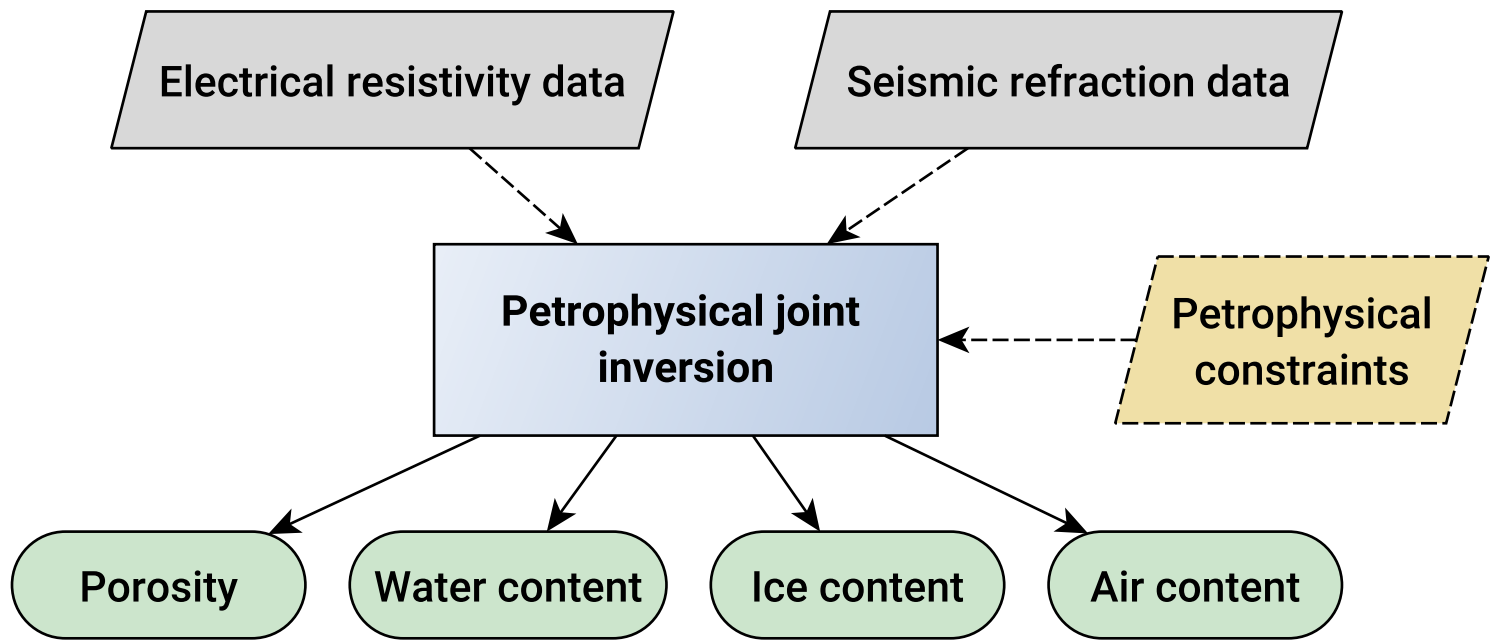 Electrical resistivity data
Seismic refraction data
Petrophysical joint
inversion
Petrophysical
constraints
Porosity
Water content
Ice content
Air content